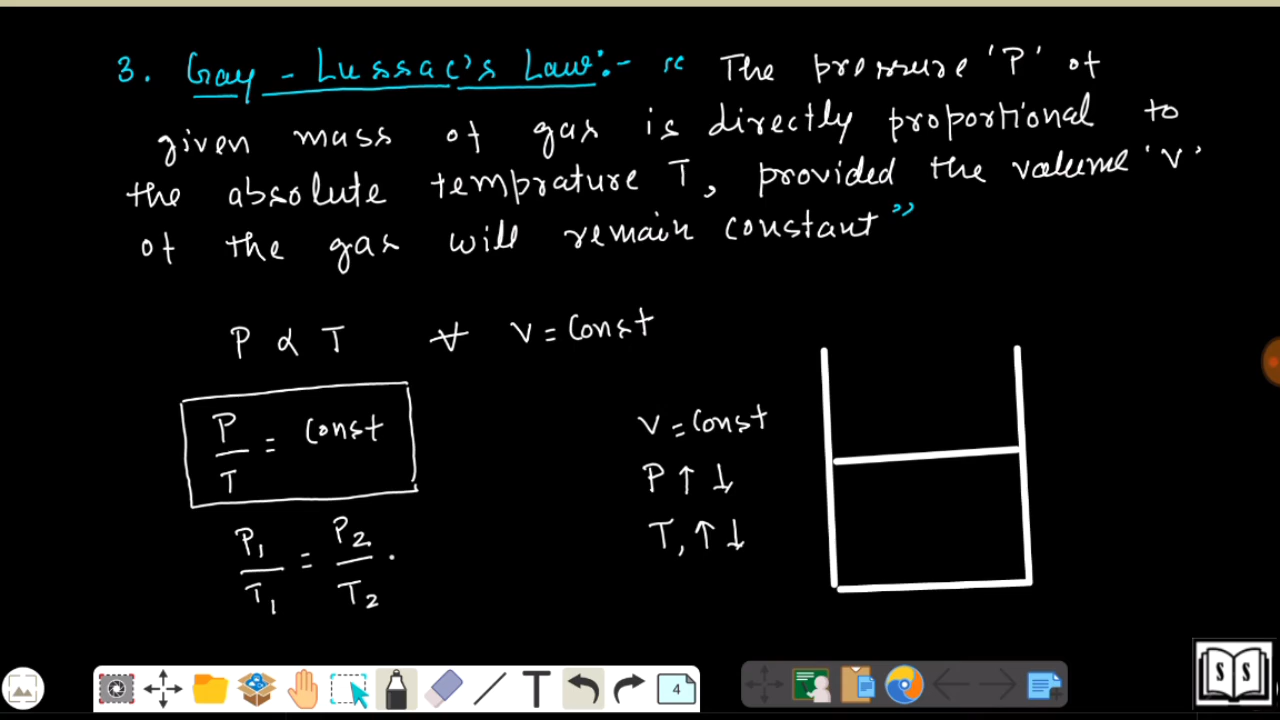 3. Gay - Lussac's Law:- "The pressure 'P' of
given mass of gas is directly proportional to
the absolute temprature T, provided the volume 'V'
of the gas will remain constant"
P ∝ T ∀ V = Const
P/T = Const
P₁/T₁ = P₂/T₂.
V = Const
P ↑ ↓
T, ↑ ↓
T
4
S S